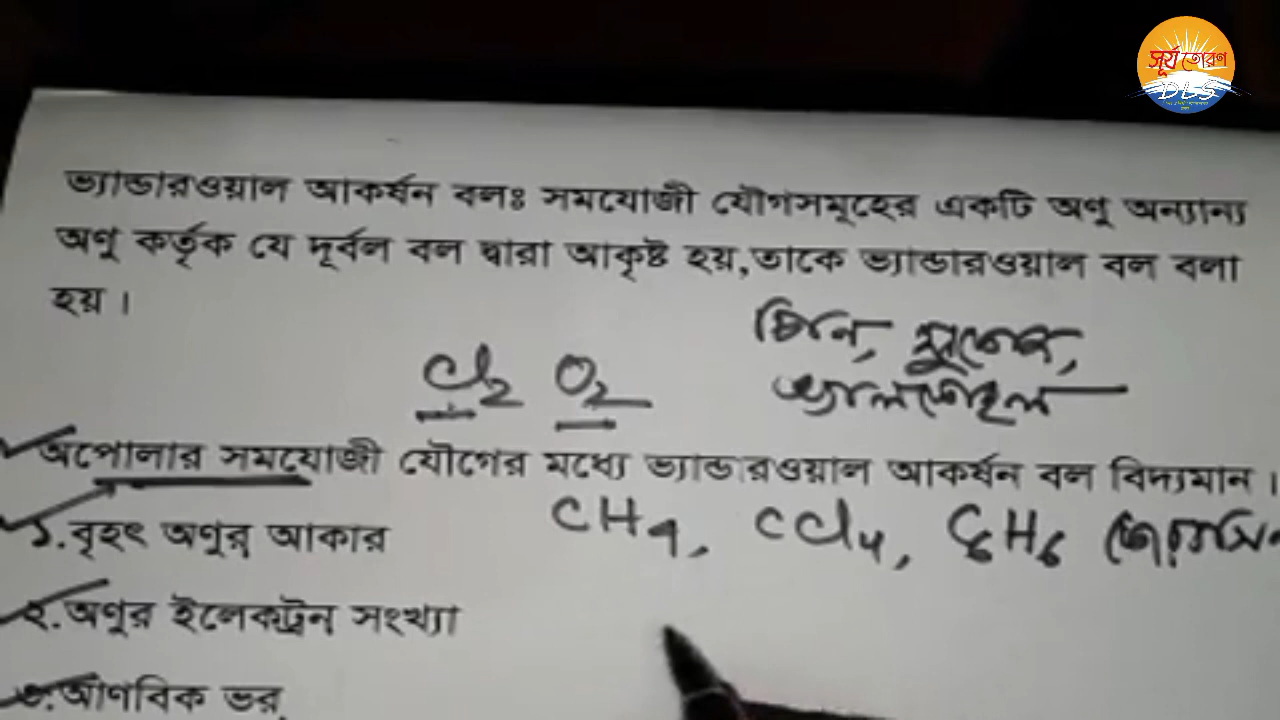 সূর্য তোরণ
DLS
ভ্যান্ডারওয়াল আকর্ষন বলঃ সমযোজী যৌগসমূহের একটি অণু অন্যান্য
অণু কর্তৃক যে দূর্বল বল দ্বারা আকৃষ্ট হয়,তাকে ভ্যান্ডারওয়াল বল বলা
হয়।
চিনি,
Cl2 O2
অপোলার সমযোজী যৌগের মধ্যে ভ্যান্ডারওয়াল আকর্ষন বল বিদ্যমান।
১.বৃহৎ অণুর আকার
CH4, CCl4, C6H6
২.অণুর ইলেকট্রন সংখ্যা
৩.আণবিক ভর